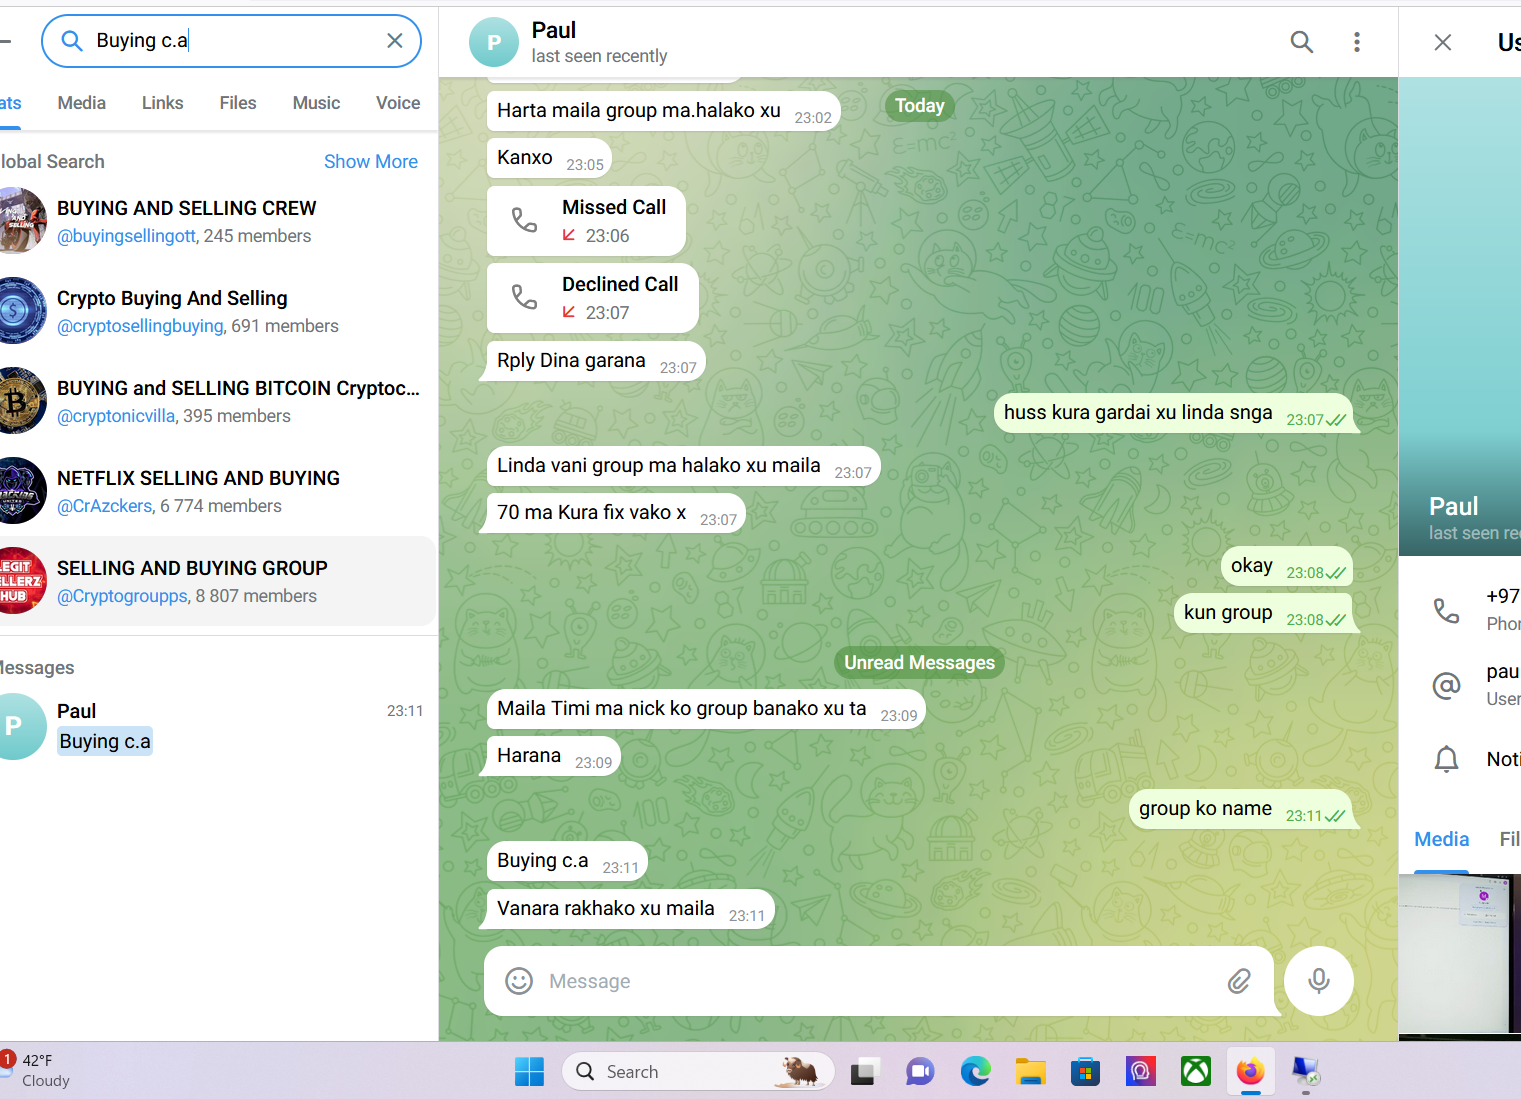 Buying c.a
ats Media Links Files Music Voice
lobal Search Show More
BUYING AND SELLING CREW
@buyingsellingott, 245 members
Crypto Buying And Selling
@cryptosellingbuying, 691 members
BUYING and SELLING BITCOIN Cryptoc...
@cryptonicvilla, 395 members
NETFLIX SELLING AND BUYING
@CrAzckers, 6 774 members
LEGIT
SELLERZ
HUB
SELLING AND BUYING GROUP
@Cryptogroupps, 8 807 members
Messages
P
Paul 23:11
Buying c.a
P
Paul
last seen recently
Today
Harta maila group ma.halako xu 23:02
Kanxo 23:05
Missed Call
23:06
Declined Call
23:07
Rply Dina garana 23:07
huss kura gardai xu linda snga 23:07
Linda vani group ma halako xu maila 23:07
70 ma Kura fix vako x 23:07
okay 23:08
kun group 23:08
Unread Messages
Maila Timi ma nick ko group banako xu ta 23:09
Harana 23:09
group ko name 23:11
Buying c.a 23:11
Vanara rakhako xu maila 23:11
Message
Us
Paul
last seen re
+97
Phor
pau
User
Noti
Media Fil
1
42°F
Cloudy
Search